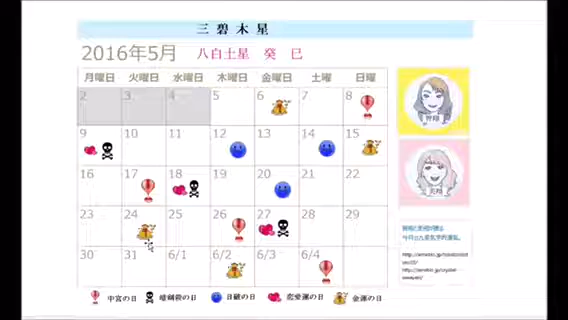 三碧木星
2016年5月 八白土星 癸 巳
月曜日 火曜日 水曜日 木曜日 金曜日 土曜 日曜
2 3 4 5 6 7 8
9 10 11 12 13 14 15
16 17 18 19 20 21 22
23 24 25 26 27 28 29
30 31 6/1 6/2 6/3 6/4
中宮の日 暗剣殺の日 日破の日 恋愛運の日 金運の日